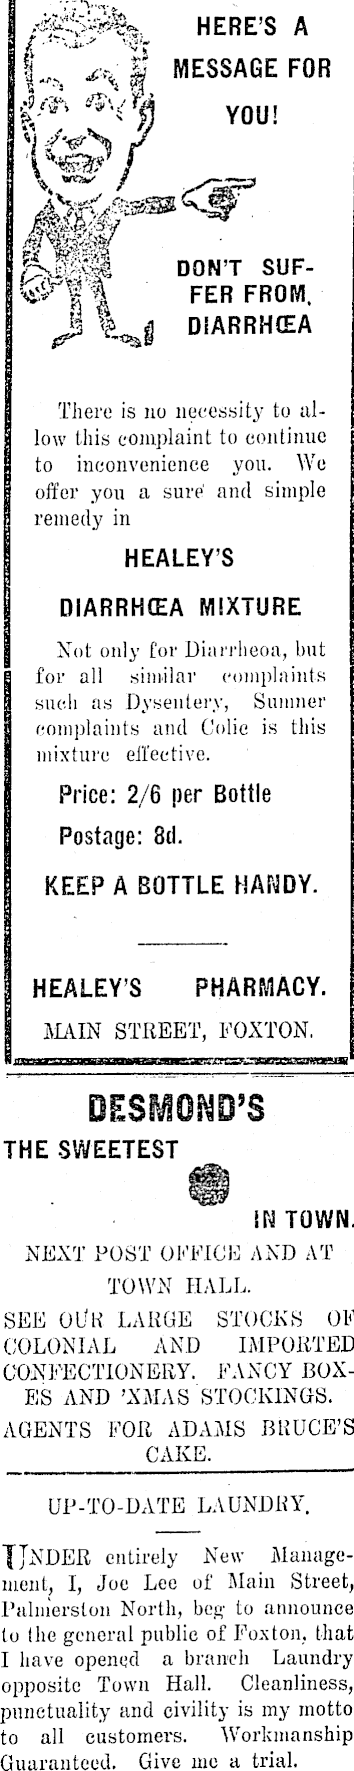 HERE'S A
MESSAGE FOR
YOU!
DON'T SUF-
FER FROM.
DIARRHŒA
There is no necessity to al-
low this complaint to continue
to inconvenience you. We
offer you a sure and simple
remedy in
HEALEY'S
DIARRHŒA MIXTURE
Not only for Diarrheoa, but
for all similar complaints
such as Dysentery, Sumner
complaints and Colic is this
mixture effective.
Price: 2/6 per Bottle
Postage: 8d.
KEEP A BOTTLE HANDY.
HEALEY'S PHARMACY.
MAIN STREET, FOXTON.
DESMOND'S
THE SWEETEST
IN TOWN.
NEXT POST OFFICE AND AT
TOWN HALL.
SEE OUR LARGE STOCKS OF
COLONIAL AND IMPORTED
CONFECTIONERY. FANCY BOX-
ES AND 'XMAS STOCKINGS.
AGENTS FOR ADAMS BRUCE'S
CAKE.
UP-TO-DATE LAUNDRY.
UNDER entirely New Manage-
ment, I, Joe Lee of Main Street,
Palmerston North, beg to announce
to the general public of Foxton, that
I have opened a branch Laundry
opposite Town Hall. Cleanliness,
punctuality and civility is my motto
to all customers. Workmanship
Guaranteed. Give me a trial.